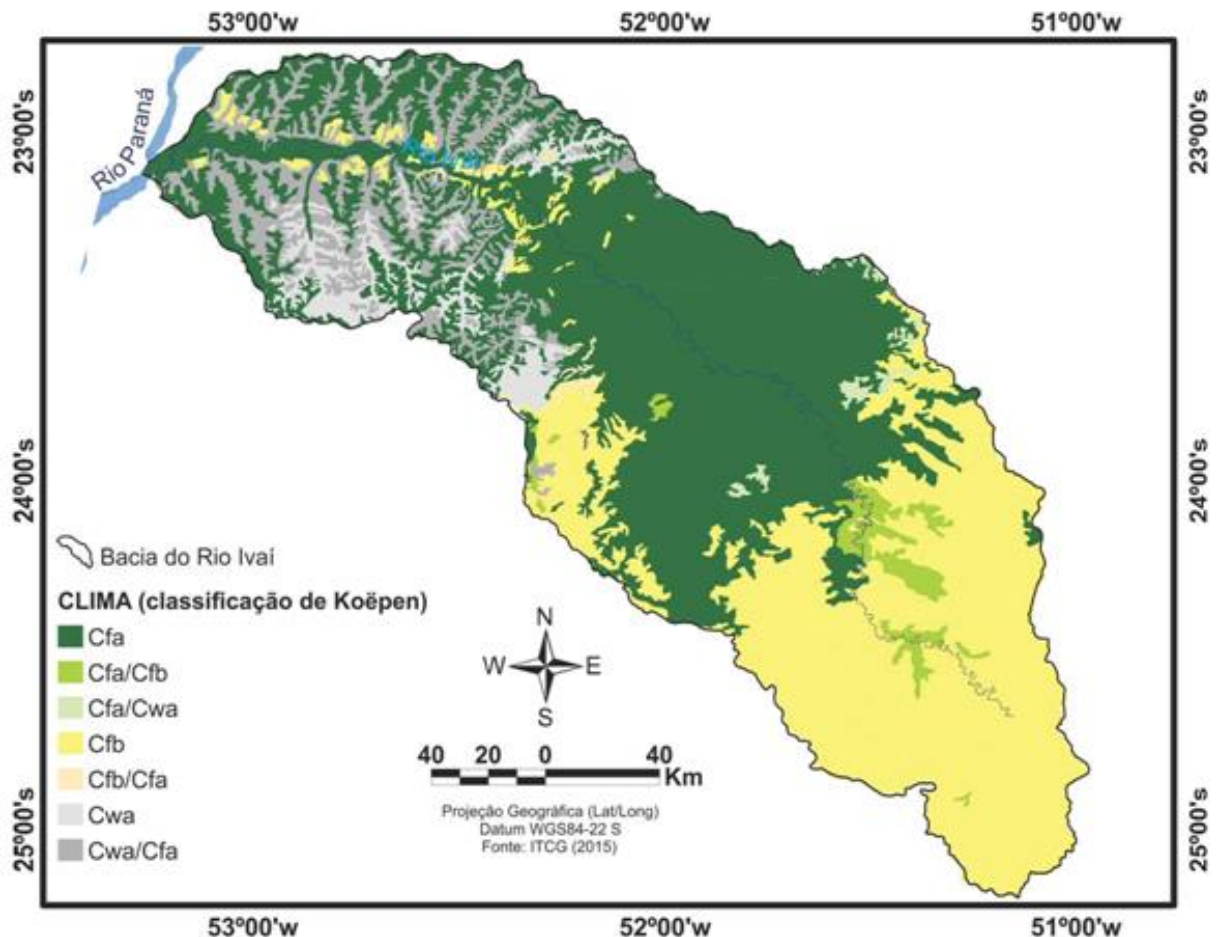 53º00'w 52º00'w 51º00'w
23º00's
23º00's
Rio Paraná
24º00's
24º00's
Bacia do Rio Ivaí
CLIMA (classificação de Koëpen)
Cfa
Cfa/Cfb
Cfa/Cwa
Cfb
Cfb/Cfa
Cwa
Cwa/Cfa
N
W E
S
40 20 0 40
Km
Projeção Geográfica (Lat/Long)
Datum WGS84-22 S
Fonte: ITCG (2015)
25º00's
25º00's
53º00'w 52º00'w 51º00'w